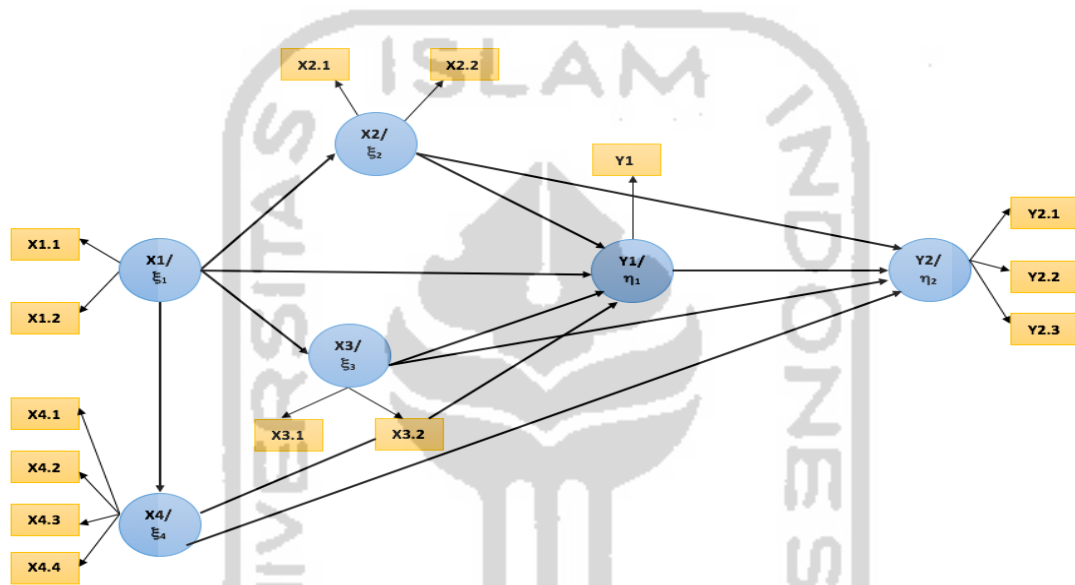 ISLAM
UNIVERSITAS
INDONES
X2.1
X2.2
X2/
ξ₂
Y1
X1.1
X1.2
X1/
ξ₁
Y1/
η₁
Y2/
η₂
Y2.1
Y2.2
Y2.3
X3/
ξ₃
X3.1
X3.2
X4.1
X4.2
X4.3
X4.4
X4/
ξ₄